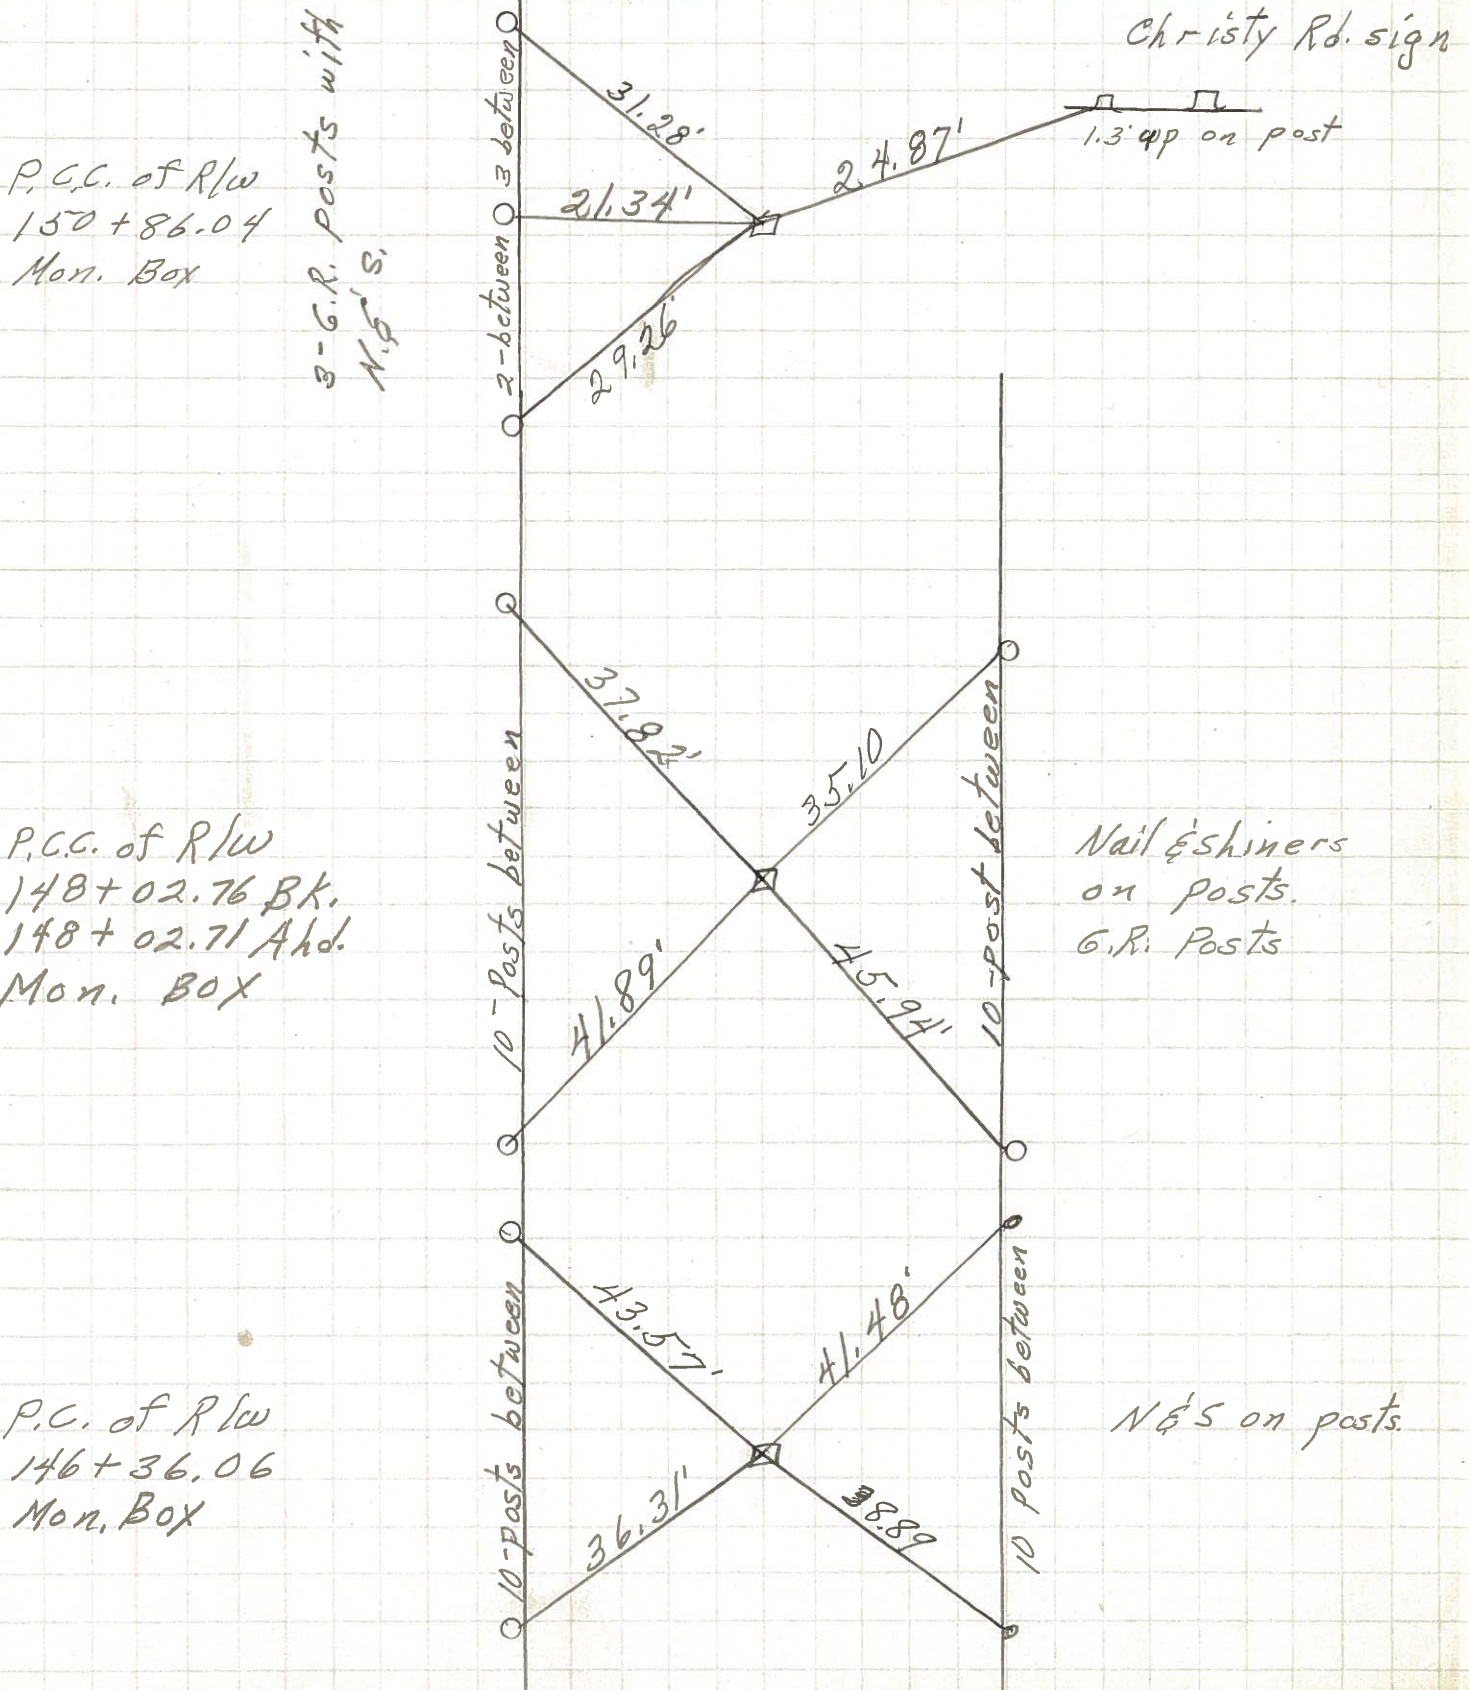 Christy Rd. sign
1.3' up on post
3-G.R. Posts with
N. & S.
3 between
31.28'
24.87'
21.34'
P.C.C. of R/W
150+86.04
Mon. Box
2-between
29.26'
37.82'
35.10
10-Posts between
10-post between
P.C.C. of R/W
148+02.76 Bk.
148+02.71 Ahd.
Mon. Box
Nail & shiners
on posts.
G.R. Posts
41.89'
45.94'
43.57'
41.48'
10-posts between
10 posts between
P.C. of R/W
146+36.06
Mon. Box
N & S on posts.
36.31'
38.89